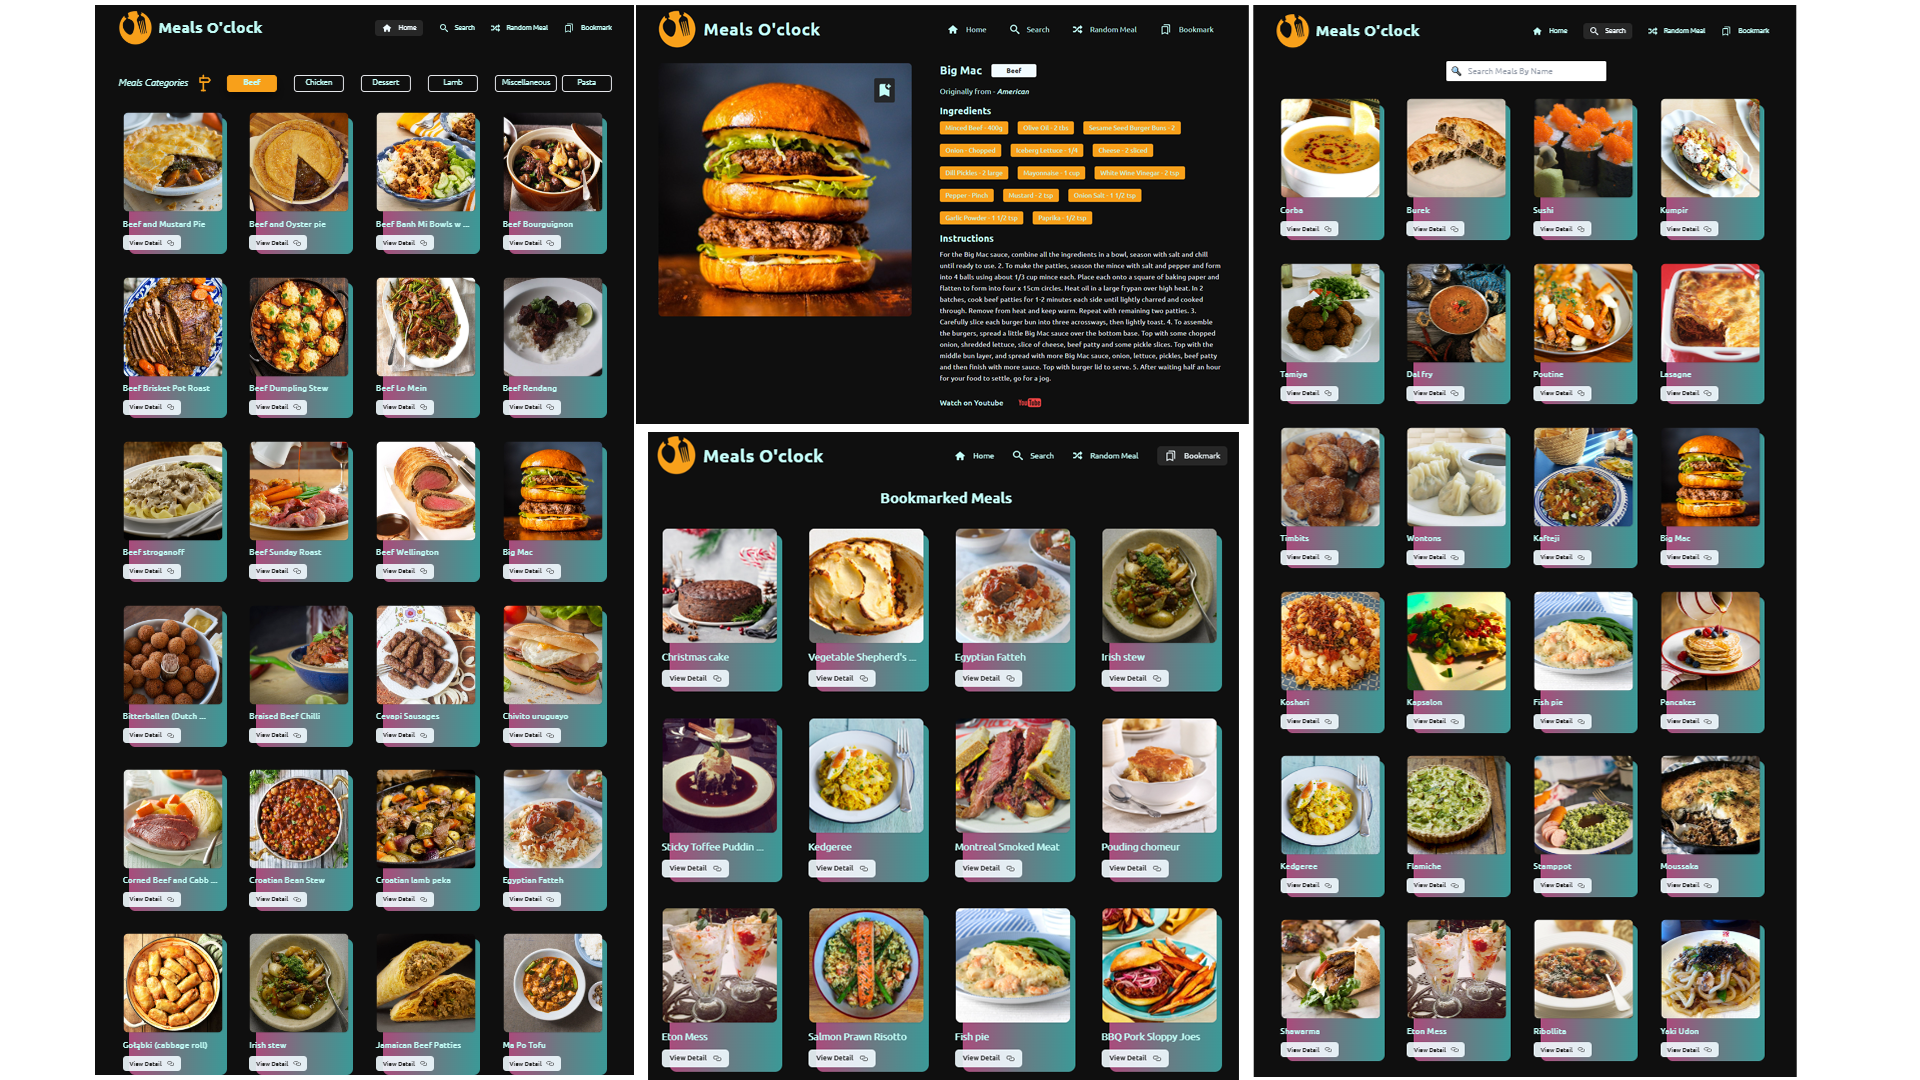 Meals O'clock
Home
Search
Random Meal
Bookmark
Meals Categories
Beef
Chicken
Dessert
Lamb
Miscellaneous
Pasta
Beef and Mustard Pie
Beef and Oyster pie
Beef Banh Mi Bowls w ...
Beef Bourguignon
View Detail
View Detail
View Detail
View Detail
Beef Brisket Pot Roast
Beef Dumpling Stew
Beef Lo Mein
Beef Rendang
View Detail
View Detail
View Detail
View Detail
Beef stroganoff
Beef Sunday Roast
Beef Wellington
Big Mac
View Detail
View Detail
View Detail
View Detail
Bitterballen (Dutch ...
Braised Beef Chilli
Cevapi Sausages
Chivito uruguayo
View Detail
View Detail
View Detail
View Detail
Corned Beef and Cabb ...
Croatian Bean Stew
Croatian lamb peka
Egyptian Fatteh
View Detail
View Detail
View Detail
View Detail
Gołąbki (cabbage roll)
Irish stew
Jamaican Beef Patties
Ma Po Tofu
View Detail
View Detail
View Detail
View Detail
Meals O'clock
Home
Search
Random Meal
Bookmark
Big Mac
Beef
Originally from - American
Ingredients
Minced Beef - 400g
Olive Oil - 2 tbs
Sesame Seed Burger Buns - 2
Onion - Chopped
Iceberg Lettuce - 1/4
Cheese - 2 sliced
Dill Pickles - 2 large
Mayonnaise - 1 cup
White Wine Vinegar - 2 tsp
Pepper - Pinch
Mustard - 2 tsp
Onion Salt - 1 1/2 tsp
Garlic Powder - 1 1/2 tsp
Paprika - 1/2 tsp
Instructions
For the Big Mac sauce, combine all the ingredients in a bowl, season with salt and chill
until ready to use. 2. To make the patties, season the mince with salt and pepper and form
into 4 balls using about 1/3 cup mince each. Place each onto a square of baking paper and
flatten to form into four x 15cm circles. Heat oil in a large frypan over high heat. In 2
batches, cook beef patties for 1-2 minutes each side until lightly charred and cooked
through. Remove from heat and keep warm. Repeat with remaining two patties. 3.
Carefully slice each burger bun into three acrossways, then lightly toast. 4. To assemble
the burgers, spread a little Big Mac sauce over the bottom base. Top with some chopped
onion, shredded lettuce, slice of cheese, beef patty and some pickle slices. Top with the
middle bun layer, and spread with more Big Mac sauce, onion, lettuce, pickles, beef patty
and then finish with more sauce. Top with burger lid to serve. 5. After waiting half an hour
for your food to settle, go for a jog.
Watch on Youtube
YouTube
Meals O'clock
Home
Search
Random Meal
Bookmark
Bookmarked Meals
Christmas cake
Vegetable Shepherd's ...
Egyptian Fatteh
Irish stew
View Detail
View Detail
View Detail
View Detail
Sticky Toffee Puddin ...
Kedgeree
Montreal Smoked Meat
Pouding chomeur
View Detail
View Detail
View Detail
View Detail
Eton Mess
Salmon Prawn Risotto
Fish pie
BBQ Pork Sloppy Joes
View Detail
View Detail
View Detail
View Detail
Meals O'clock
Home
Search
Random Meal
Bookmark
Search Meals By Name
Corba
Burek
Sushi
Kumpir
View Detail
View Detail
View Detail
View Detail
Tamiya
Dal fry
Poutine
Lasagne
View Detail
View Detail
View Detail
View Detail
Timbits
Wontons
Kafteji
Big Mac
View Detail
View Detail
View Detail
View Detail
Koshari
Kapsalon
Fish pie
Pancakes
View Detail
View Detail
View Detail
View Detail
Kedgeree
Flamiche
Stamppot
Moussaka
View Detail
View Detail
View Detail
View Detail
Shawarma
Eton Mess
Ribollita
Yaki Udon
View Detail
View Detail
View Detail
View Detail